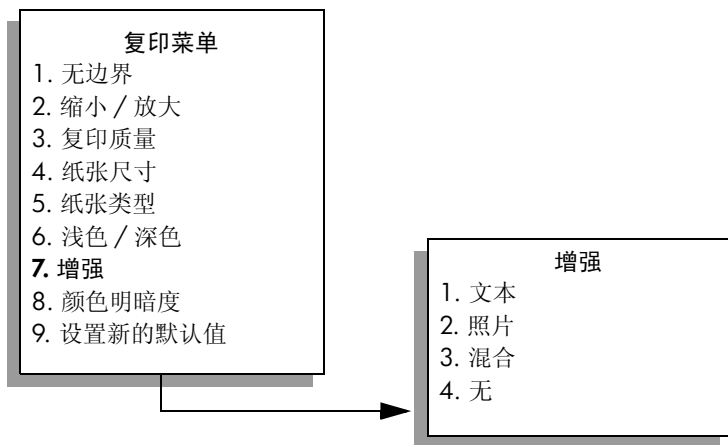 复印菜单
1. 无边界
2. 缩小 / 放大
3. 复印质量
4. 纸张尺寸
5. 纸张类型
6. 浅色 / 深色
7. 增强
8. 颜色明暗度
9. 设置新的默认值
增强
1. 文本
2. 照片
3. 混合
4. 无